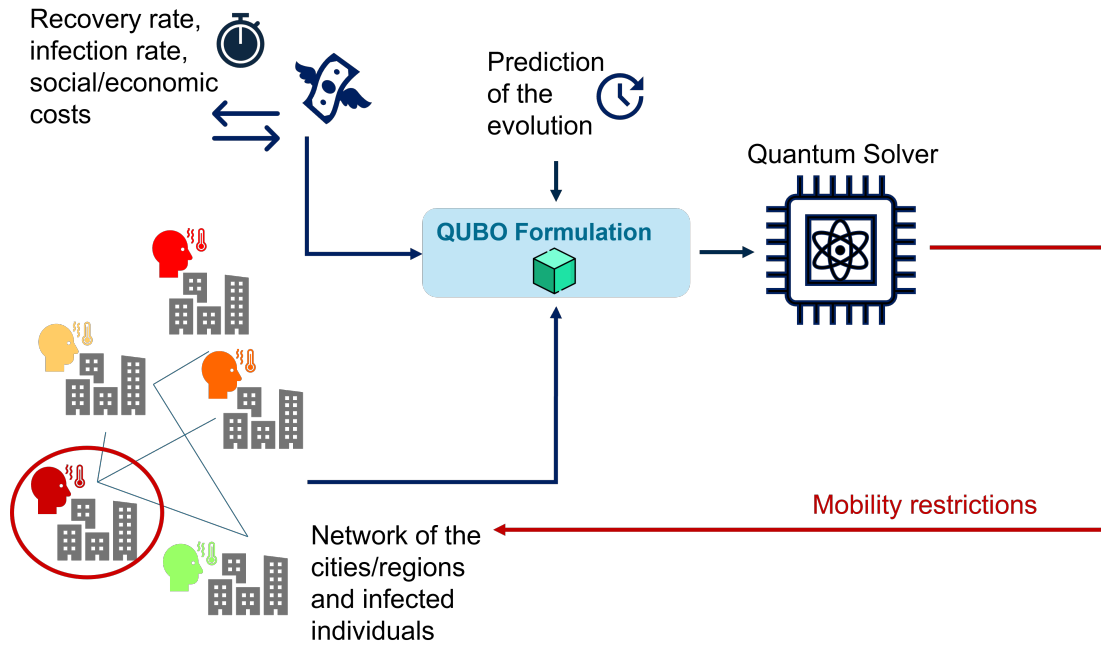 Recovery rate,
infection rate,
social/economic
costs
Prediction
of the
evolution
Quantum Solver
QUBO Formulation
Mobility restrictions
Network of the
cities/regions
and infected
individuals